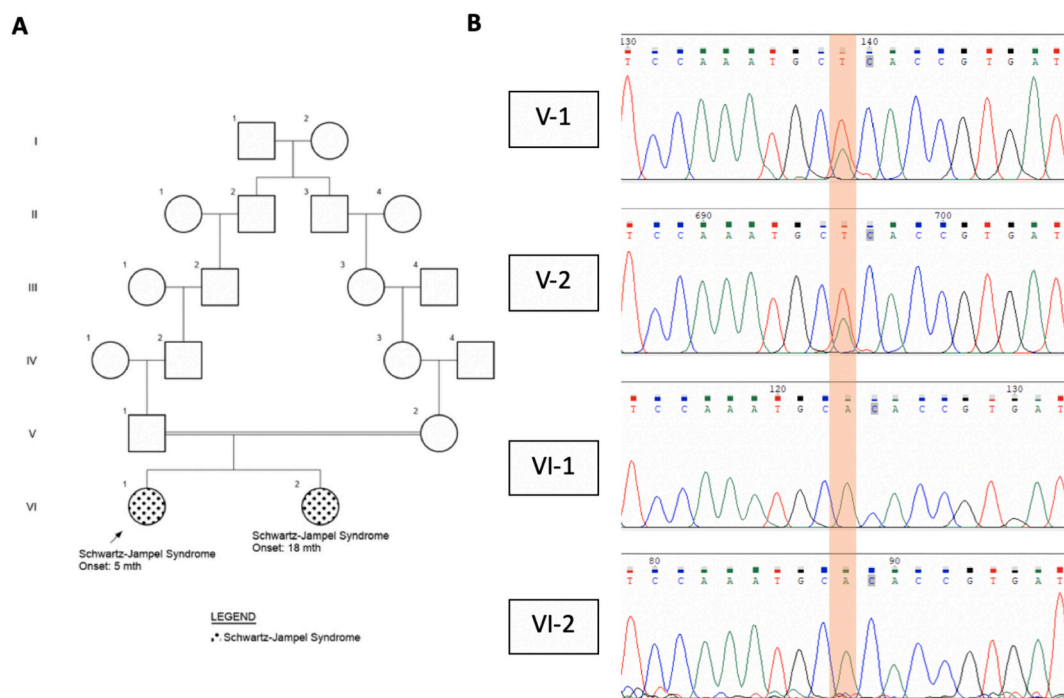 A
B
I
1
2
II
1
2
3
4
III
1
2
3
4
IV
1
2
3
4
V
1
2
VI
1
2
Schwartz-Jampel Syndrome
Onset: 5 mth
Schwartz-Jampel Syndrome
Onset: 18 mth
LEGEND
Schwartz-Jampel Syndrome
V-1
130 140
T C C A A A T G C T C A C C G T G A T
V-2
690 700
T C C A A A T G C T C A C C G T G A T
VI-1
120 130
T C C A A A T G C A C A C C G T G A T
VI-2
80 90
T C C A A A T G C A C A C C G T G A T